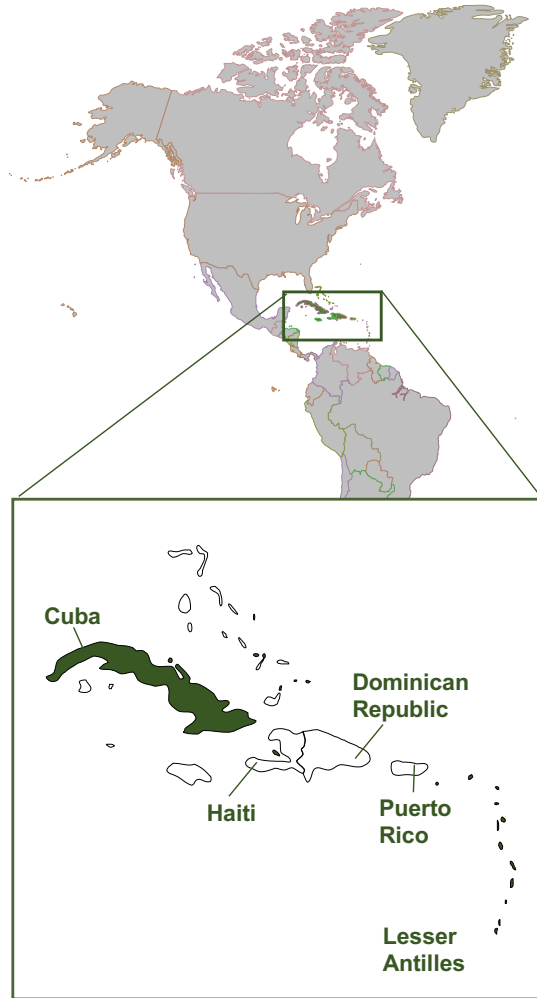 Cuba
Dominican
Republic
Haiti
Puerto
Rico
Lesser
Antilles